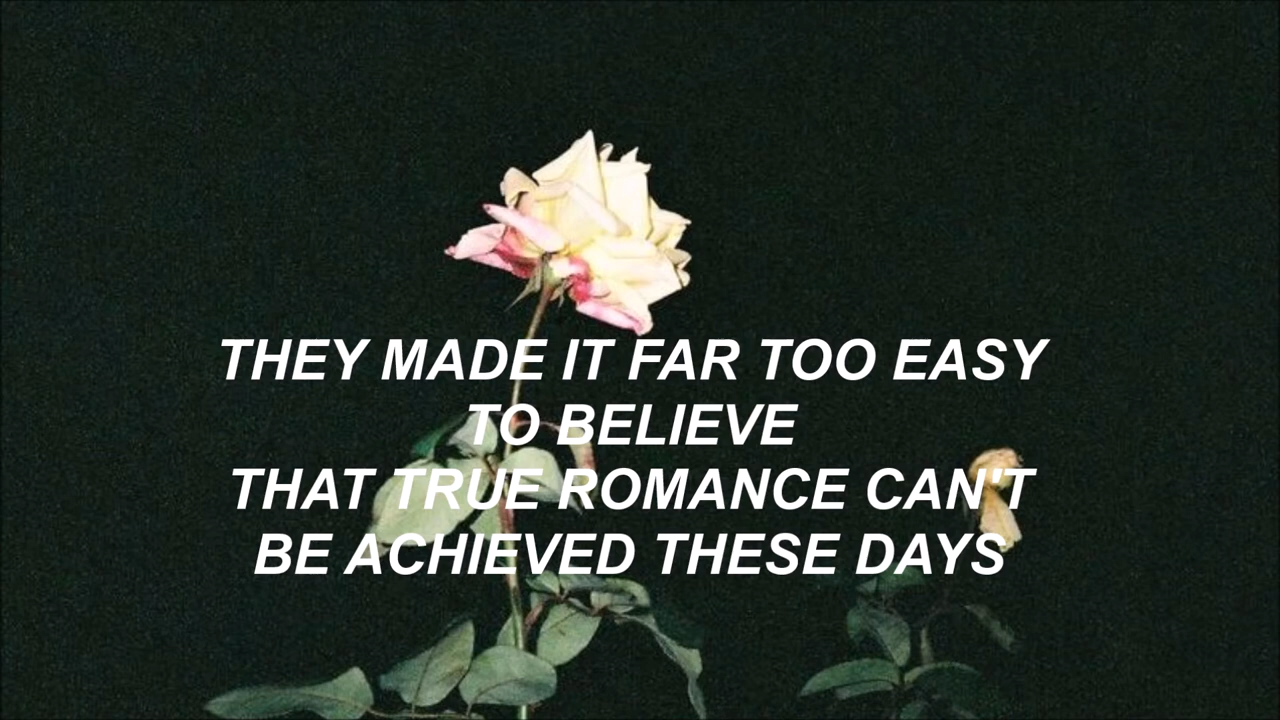 THEY MADE IT FAR TOO EASY
TO BELIEVE
THAT TRUE ROMANCE CAN'T
BE ACHIEVED THESE DAYS